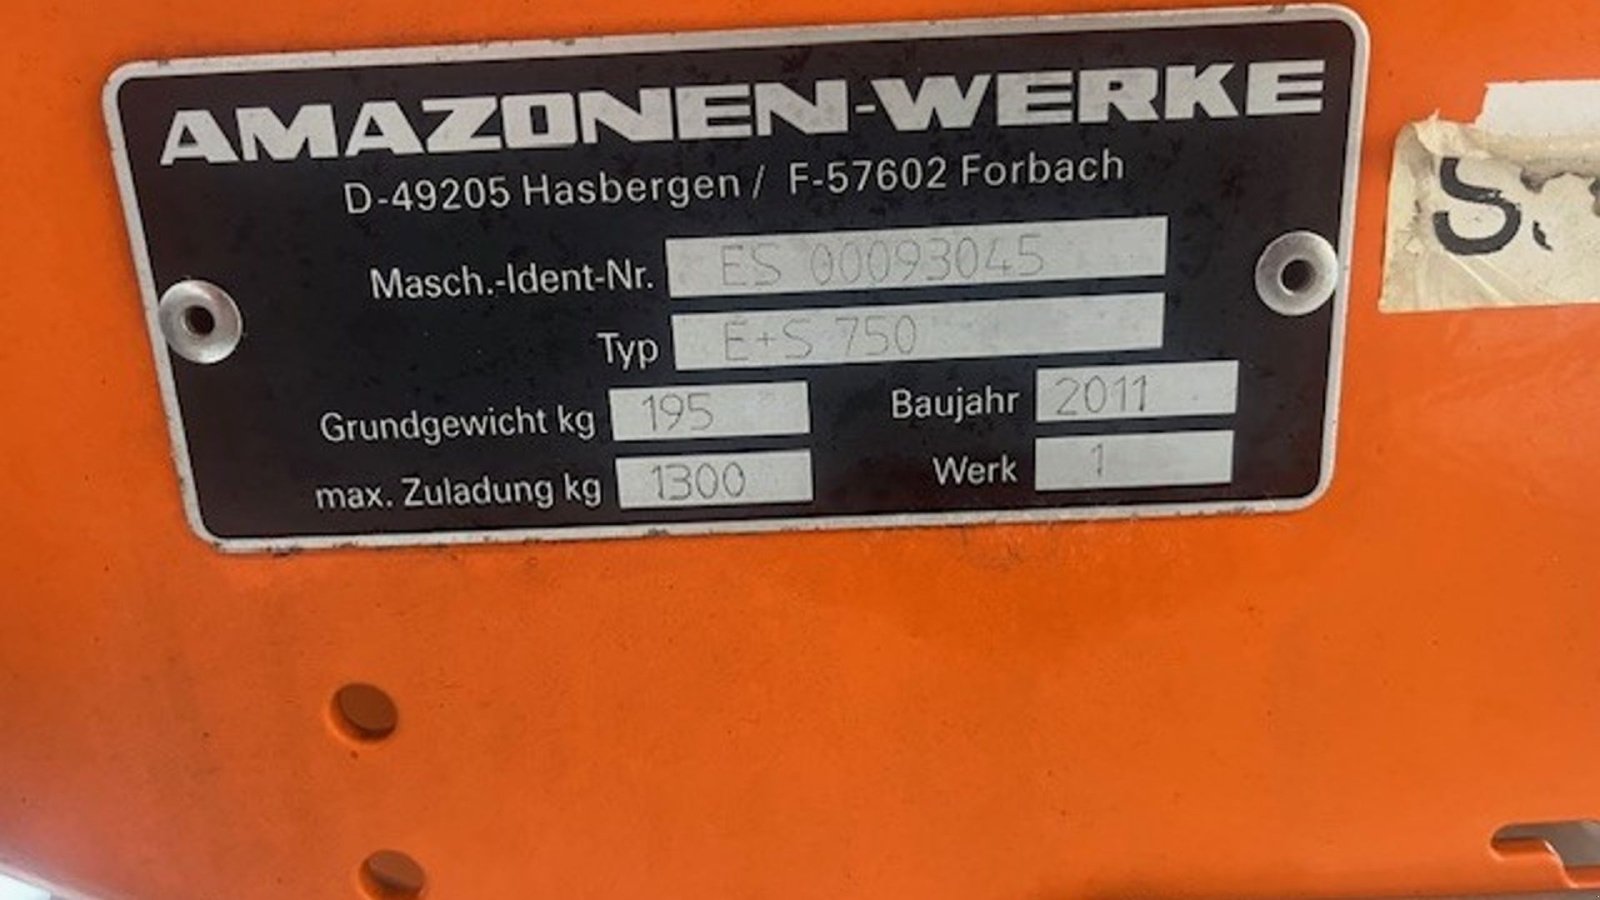 AMAZONEN-WERKE
D-49205 Hasbergen / F-57602 Forbach
Masch.-Ident-Nr. ES 00093045
Typ E+S 750
Grundgewicht kg 195 Baujahr 2011
max. Zuladung kg 1300 Werk 1
S.